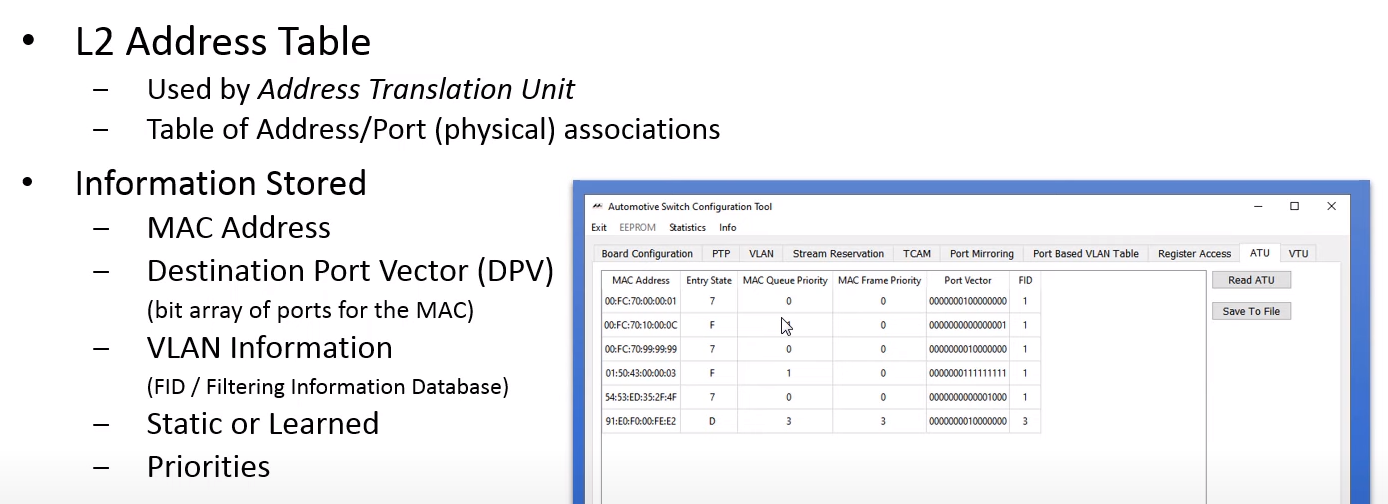 • L2 Address Table
– Used by Address Translation Unit
– Table of Address/Port (physical) associations
• Information Stored
– MAC Address
– Destination Port Vector (DPV)
(bit array of ports for the MAC)
– VLAN Information
(FID / Filtering Information Database)
– Static or Learned
– Priorities
Automotive Switch Configuration Tool
Exit EEPROM Statistics Info
Board Configuration PTP VLAN Stream Reservation TCAM Port Mirroring Port Based VLAN Table Register Access ATU VTU
MAC Address Entry State MAC Queue Priority MAC Frame Priority Port Vector FID
00:FC:70:00:00:01 7 0 0 0000000100000000 1
00:FC:70:10:00:0C F 0 0000000000000001 1
00:FC:70:99:99:99 7 0 0 0000000010000000 1
01:50:43:00:00:03 F 1 0 0000000111111111 1
54:53:ED:35:2F:4F 7 0 0 0000000000001000 1
91:E0:F0:00:FE:E2 D 3 3 0000000010000000 3
Read ATU
Save To File